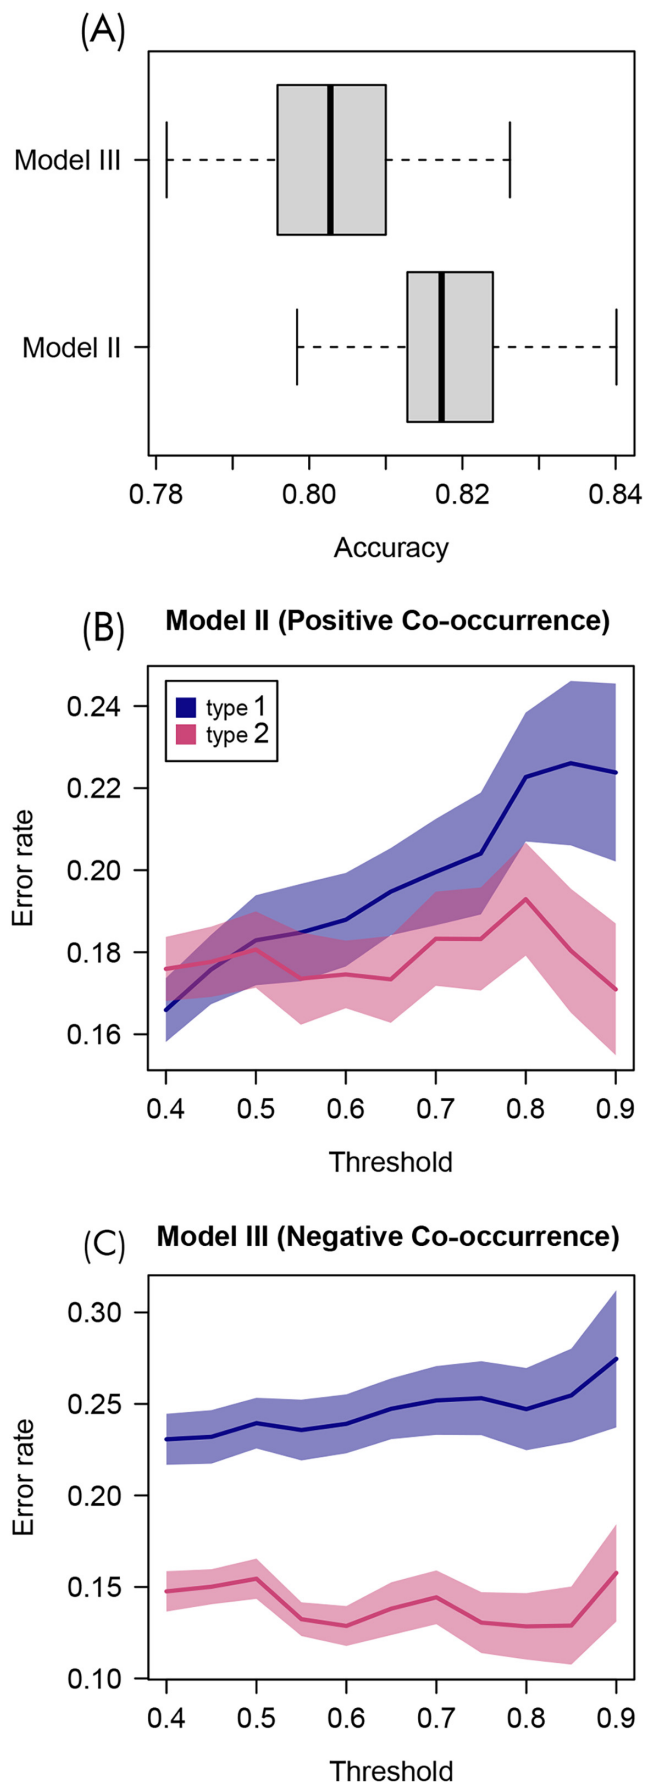 (A)
Model III
Model II
0.78 0.80 0.82 0.84
Accuracy
(B) Model II (Positive Co-occurrence)
type 1
type 2
0.24
0.22
0.20
0.18
0.16
Error rate
0.4 0.5 0.6 0.7 0.8 0.9
Threshold
(C) Model III (Negative Co-occurrence)
0.30
0.25
0.20
0.15
0.10
Error rate
0.4 0.5 0.6 0.7 0.8 0.9
Threshold